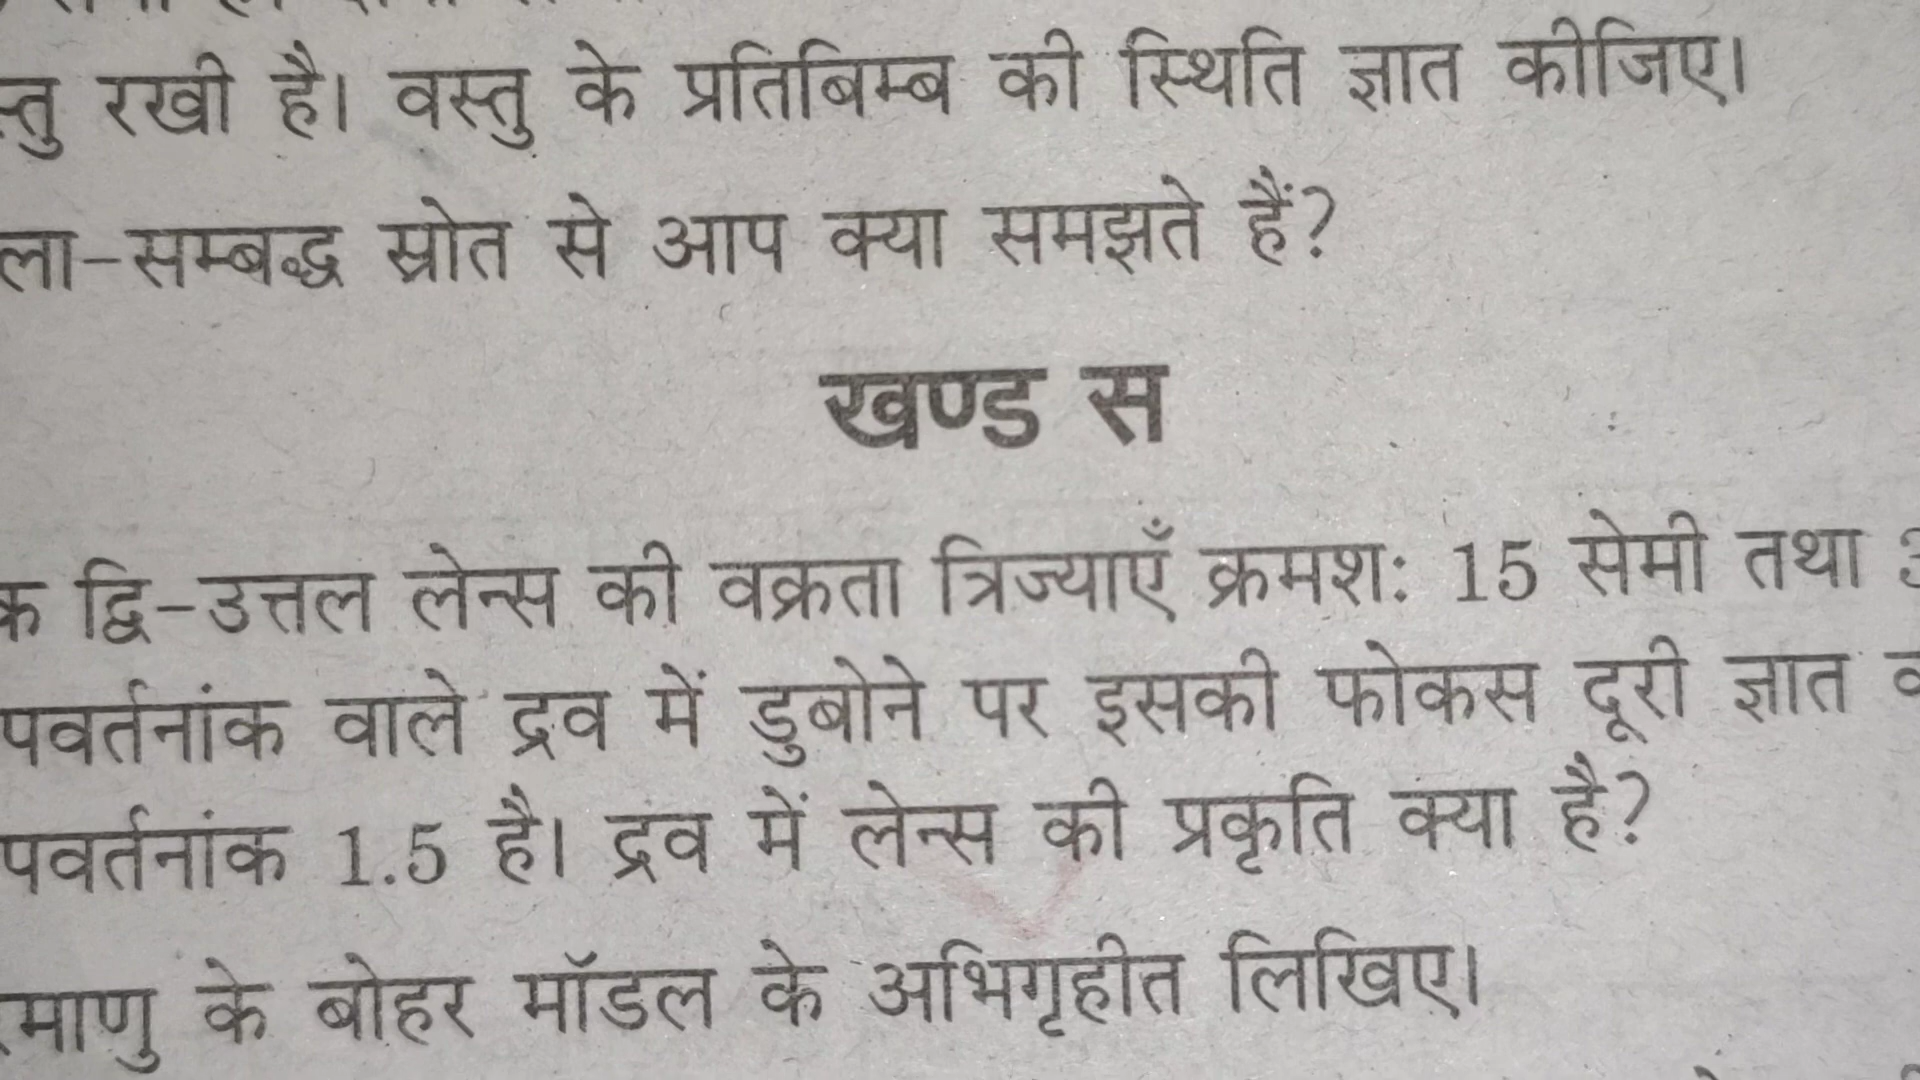 रखी है। वस्तु के प्रतिबिम्ब की स्थिति ज्ञात कीजिए।
ला-सम्बद्ध स्रोत से आप क्या समझते हैं?
खण्ड स
द्वि-उत्तल लेन्स की वक्रता त्रिज्याएँ क्रमश: 15 सेमी तथा
पवर्तनांक वाले द्रव में डुबोने पर इसकी फोकस दूरी ज्ञात
पवर्तनांक 1.5 है। द्रव में लेन्स की प्रकृति क्या है?
माणु के बोहर मॉडल के अभिगृहीत लिखिए।